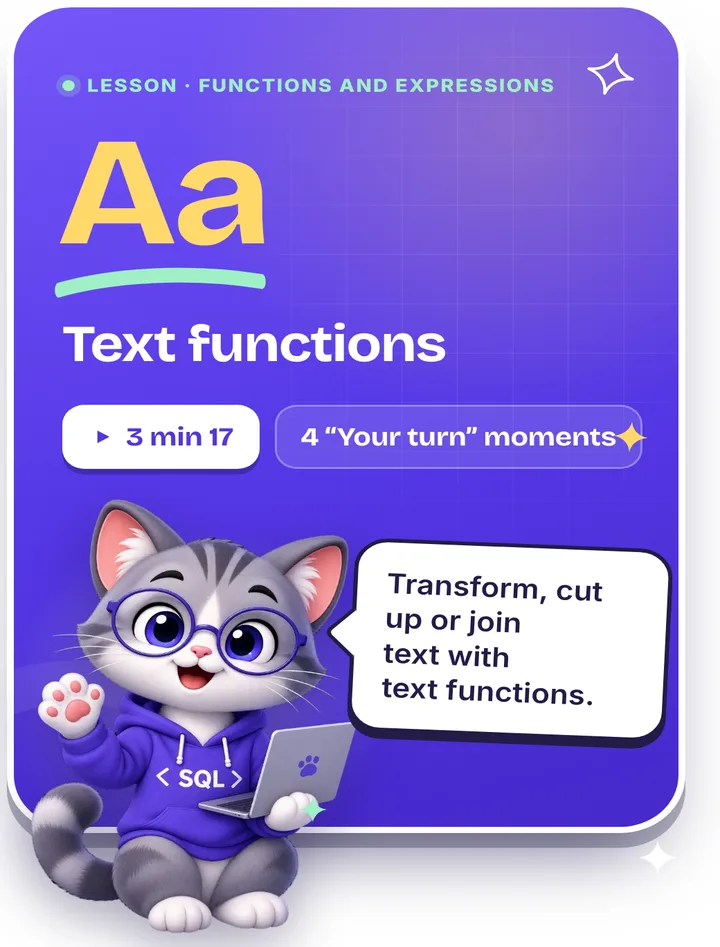 LESSON · FUNCTIONS AND EXPRESSIONS
Aa
Text functions
3 min 17
4 “Your turn” moments
Transform, cut
up or join
text with
text functions.
< SQL >